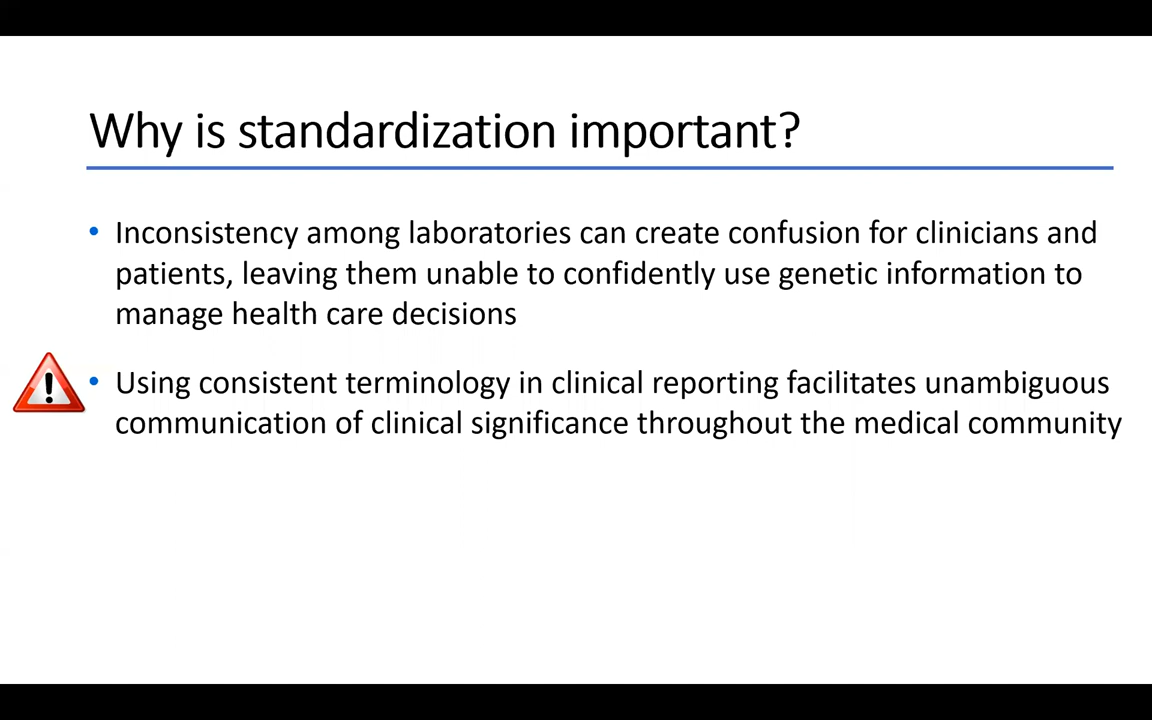 Why is standardization important?
• Inconsistency among laboratories can create confusion for clinicians and
patients, leaving them unable to confidently use genetic information to
manage health care decisions
• Using consistent terminology in clinical reporting facilitates unambiguous
communication of clinical significance throughout the medical community